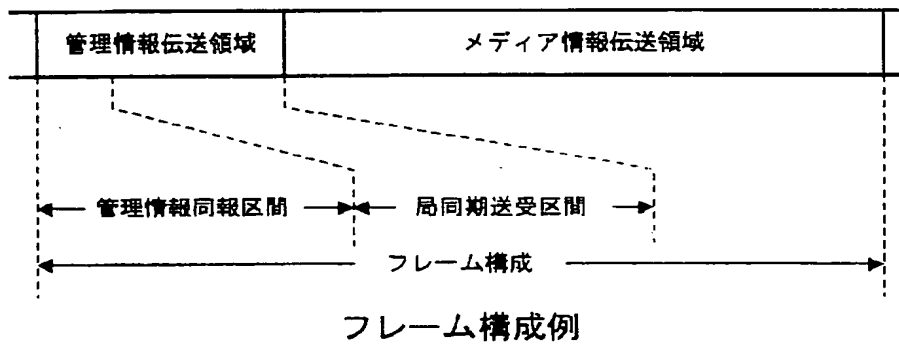 管理情報伝送領域 メディア情報伝送領域
管理情報同報区間 局同期送受区間
フレーム構成
フレーム構成例